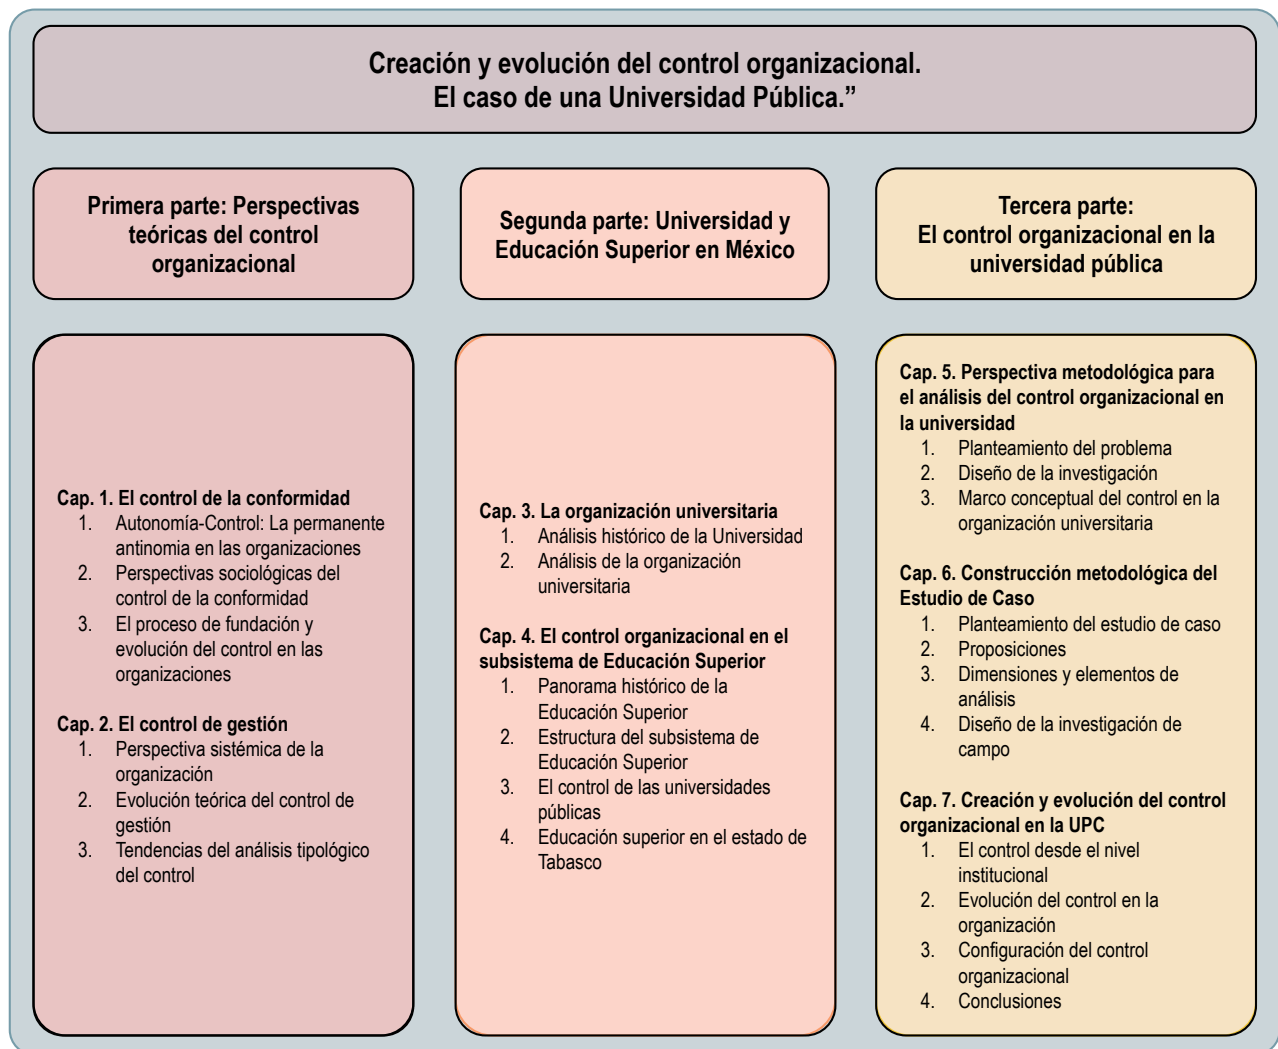 Creación y evolución del control organizacional.
El caso de una Universidad Pública.”
Primera parte: Perspectivas
teóricas del control
organizacional
Segunda parte: Universidad y
Educación Superior en México
Tercera parte:
El control organizacional en la
universidad pública
Cap. 1. El control de la conformidad
1. Autonomía-Control: La permanente
antinomia en las organizaciones
2. Perspectivas sociológicas del
control de la conformidad
3. El proceso de fundación y
evolución del control en las
organizaciones
Cap. 2. El control de gestión
1. Perspectiva sistémica de la
organización
2. Evolución teórica del control de
gestión
3. Tendencias del análisis tipológico
del control
Cap. 3. La organización universitaria
1. Análisis histórico de la Universidad
2. Análisis de la organización
universitaria
Cap. 4. El control organizacional en el
subsistema de Educación Superior
1. Panorama histórico de la
Educación Superior
2. Estructura del subsistema de
Educación Superior
3. El control de las universidades
públicas
4. Educación superior en el estado de
Tabasco
Cap. 5. Perspectiva metodológica para
el análisis del control organizacional en
la universidad
1. Planteamiento del problema
2. Diseño de la investigación
3. Marco conceptual del control en la
organización universitaria
Cap. 6. Construcción metodológica del
Estudio de Caso
1. Planteamiento del estudio de caso
2. Proposiciones
3. Dimensiones y elementos de
análisis
4. Diseño de la investigación de
campo
Cap. 7. Creación y evolución del control
organizacional en la UPC
1. El control desde el nivel
institucional
2. Evolución del control en la
organización
3. Configuración del control
organizacional
4. Conclusiones